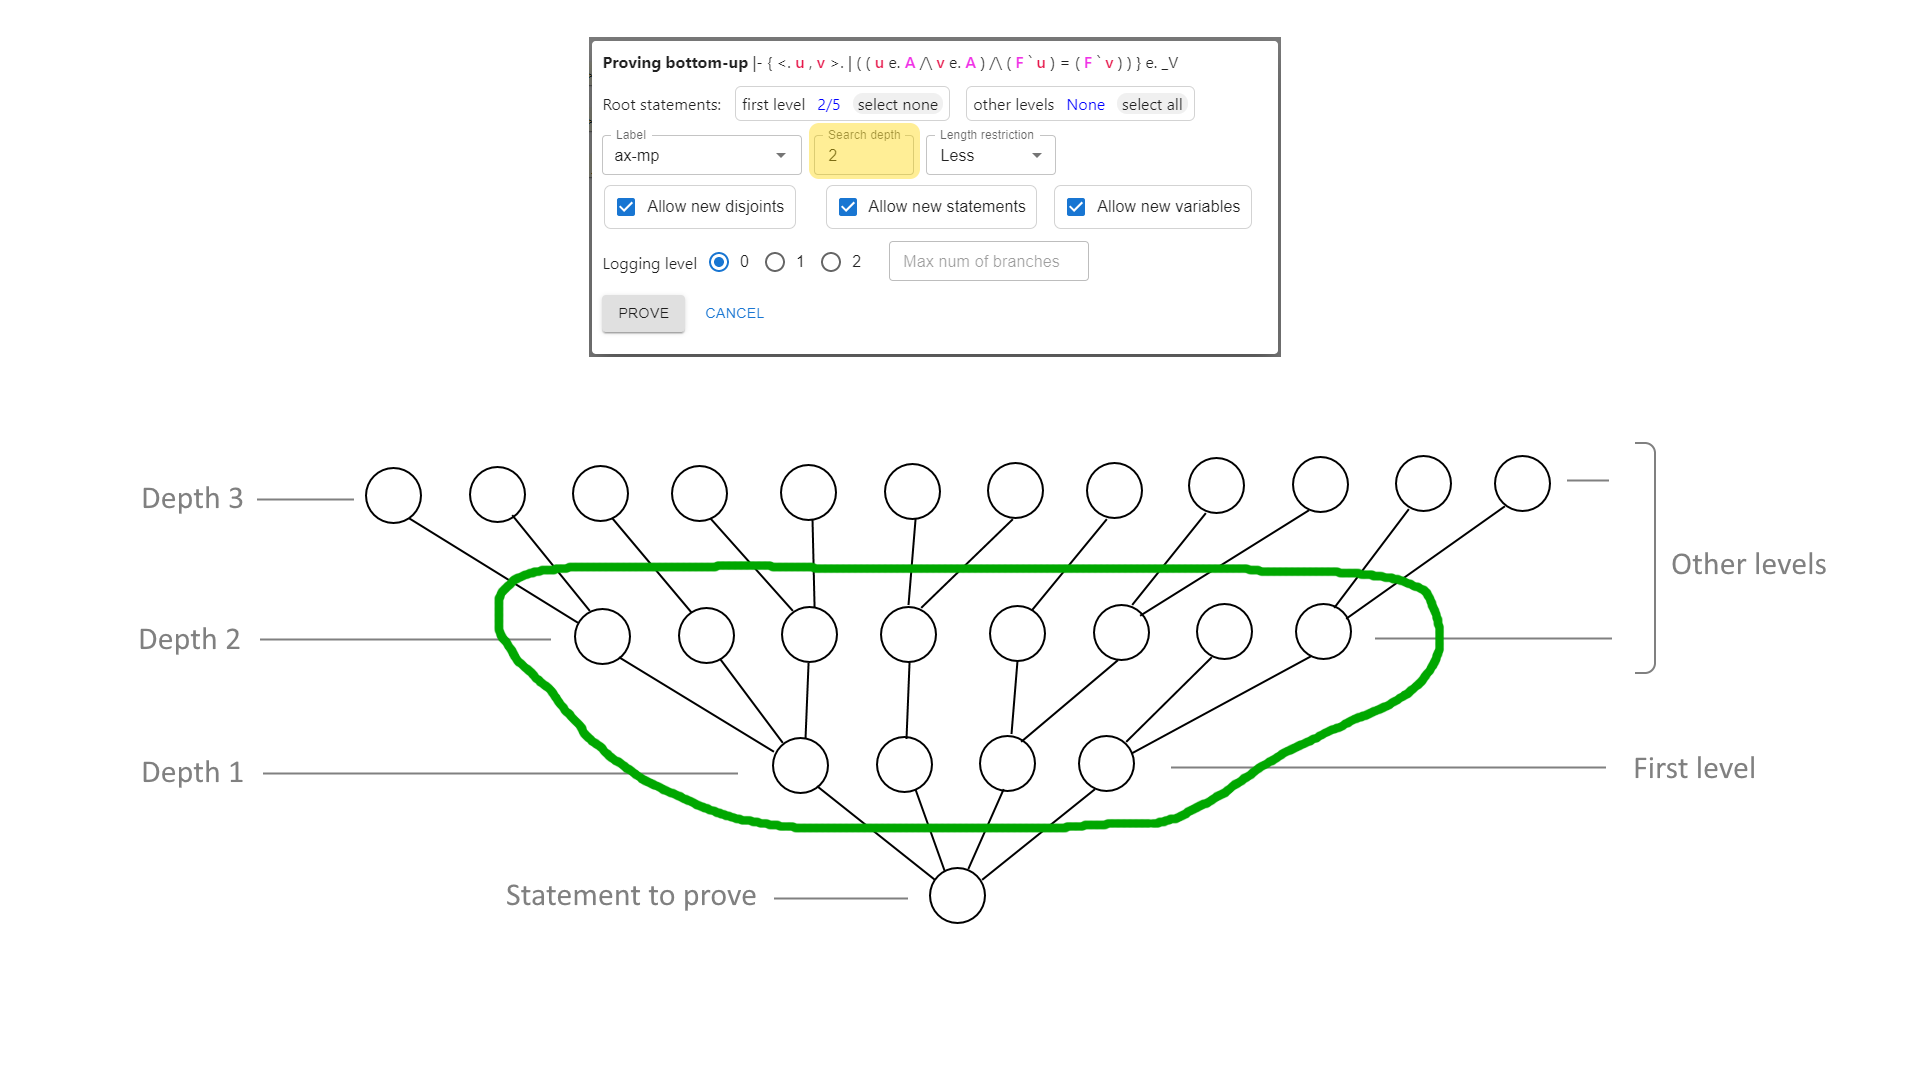 Proving bottom-up |- { <. u , v >. | ( ( u e. A /\ v e. A ) /\ ( F ` u ) = ( F ` v ) ) } e. _V
Root statements: first level 2/5 select none other levels None select all
Label Search depth Length restriction
ax-mp 2 Less
Allow new disjoints Allow new statements Allow new variables
Logging level 0 1 2 Max num of branches
PROVE CANCEL
Depth 3
Other levels
Depth 2
Depth 1 First level
Statement to prove